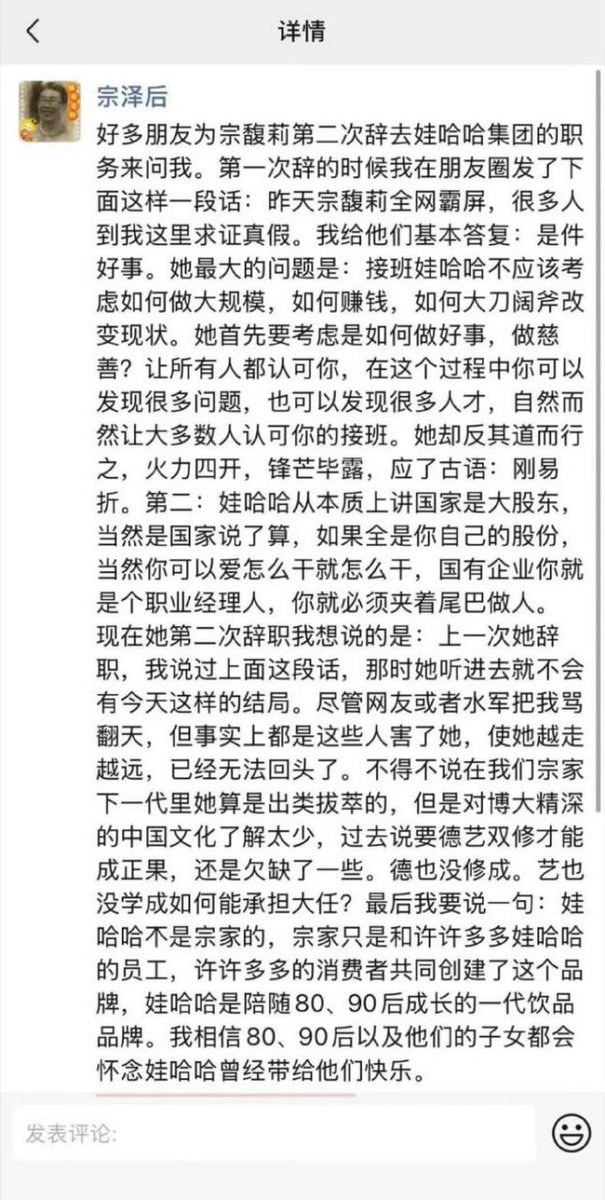 详情
宗泽后
好多朋友为宗馥莉第二次辞去娃哈哈集团的职
务来问我。第一次辞的时候我在朋友圈发了下
面这样一段话：昨天宗馥莉全网霸屏，很多人
到我这里求证真假。我给他们基本答复：是件
好事。她最大的问题是：接班娃哈哈不应该考
虑如何做大规模，如何赚钱，如何大刀阔斧改
变现状。她首先要考虑是如何做好事，做慈
善？让所有人都认可你，在这个过程中你可以
发现很多问题，也可以发现很多人才，自然而
然让大多数人认可你的接班。她却反其道而行
之，火力四开，锋芒毕露，应了古语：刚易
折。第二：娃哈哈从本质上讲国家是大股东，
当然是国家说了算，如果全是你自己的股份，
当然你可以爱怎么干就怎么干，国有企业你就
是个职业经理人，你就必须夹着尾巴做人。
现在她第二次辞职我想说的是：上一次她辞
职，我说过上面这段话，那时她听进去就不会
有今天这样的结局。尽管网友或者水军把我骂
翻天，但事实上都是这些人害了她，使她越走
越远，已经无法回头了。不得不说在我们宗家
下一代里她算是出类拔萃的，但是对博大精深
的中国文化了解太少，过去说要德艺双修才能
成正果，还是欠缺了一些。德也没修成。艺也
没学成如何能承担大任？最后我要说一句：娃
哈哈不是宗家的，宗家只是和许许多多娃哈哈
的员工，许许多多的消费者共同创建了这个品
牌，娃哈哈是陪随80、90后成长的一代饮品
品牌。我相信80、90后以及他们的子女都会
怀念娃哈哈曾经带给他们快乐。
发表评论: